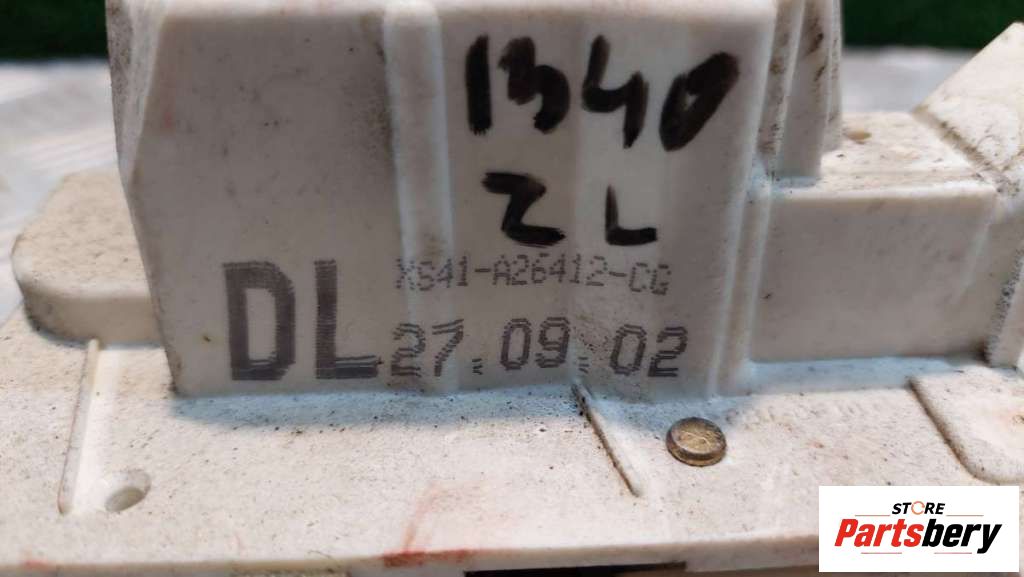 1340
ZL
XS41-A26412-CG
DL 27.09.02
STORE
Partsbery